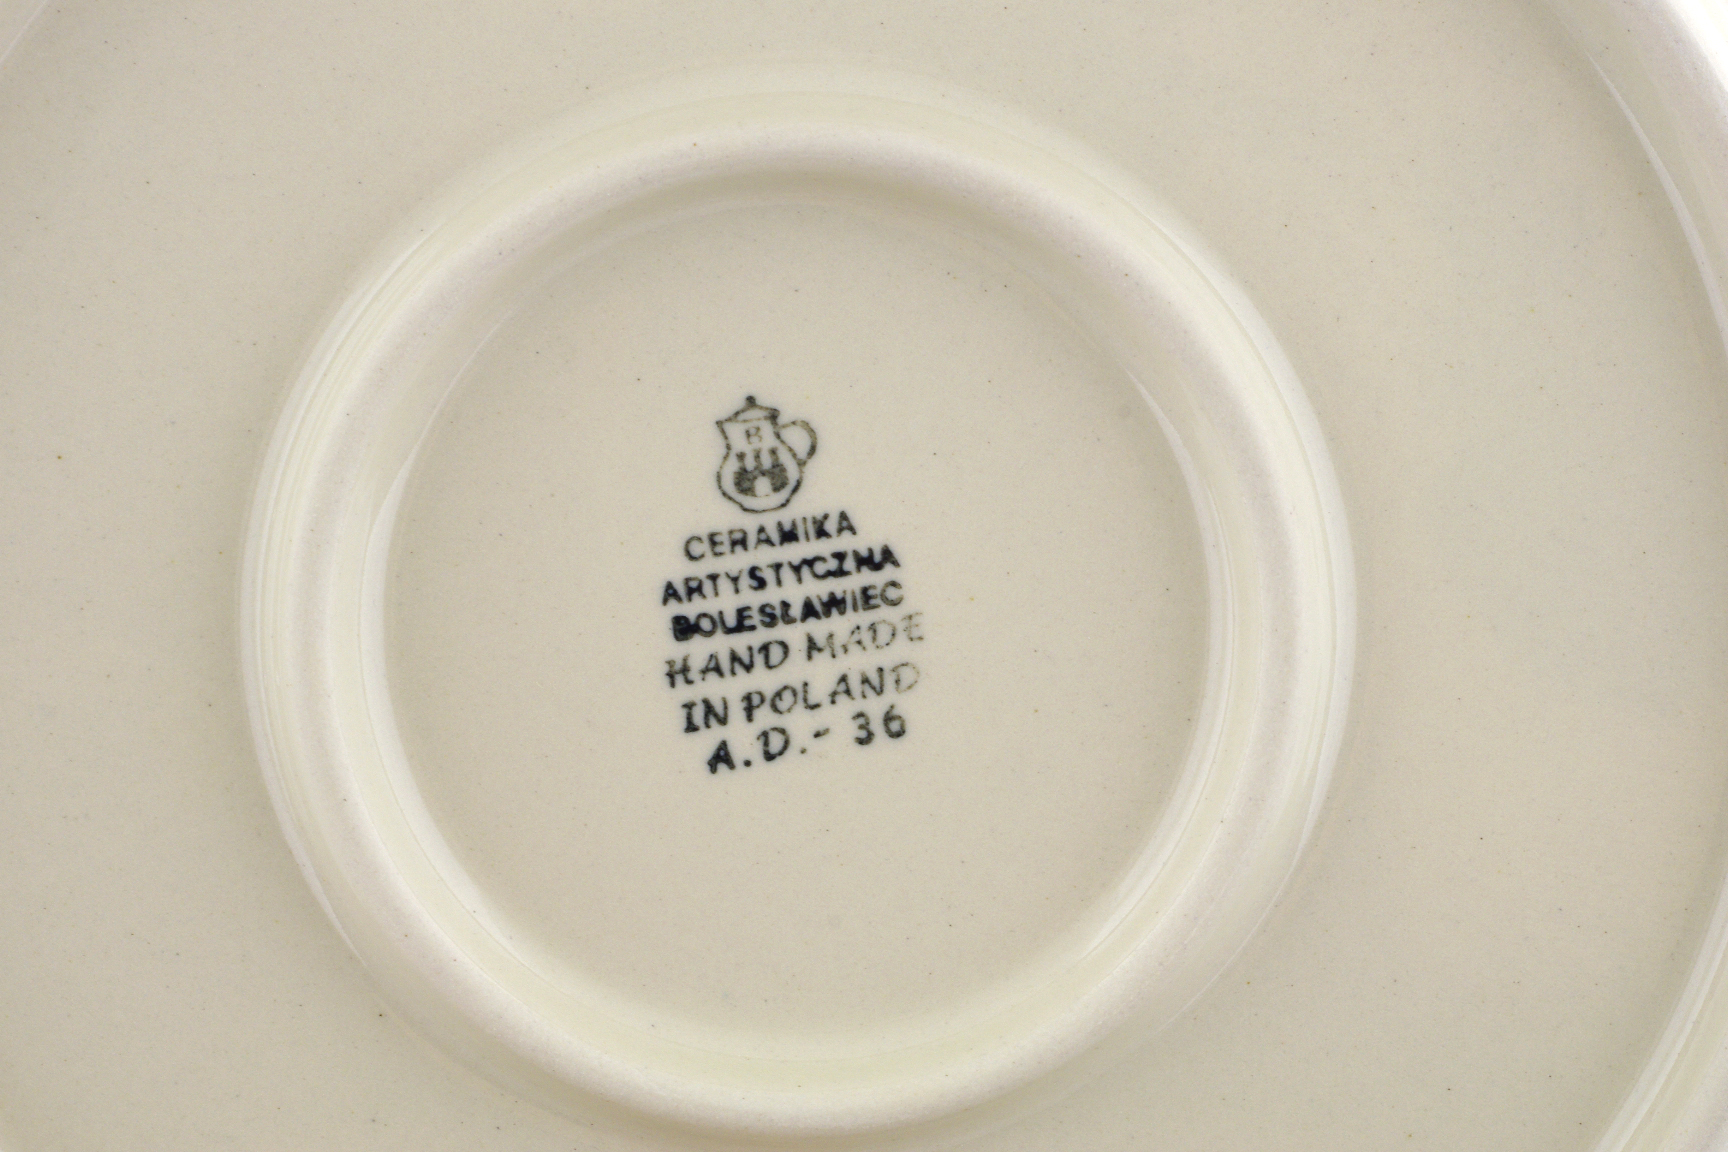 B
CERAMIKA
ARTYSTYCZNA
BOLESŁAWIEC
HAND MADE
IN POLAND
A.D.- 36